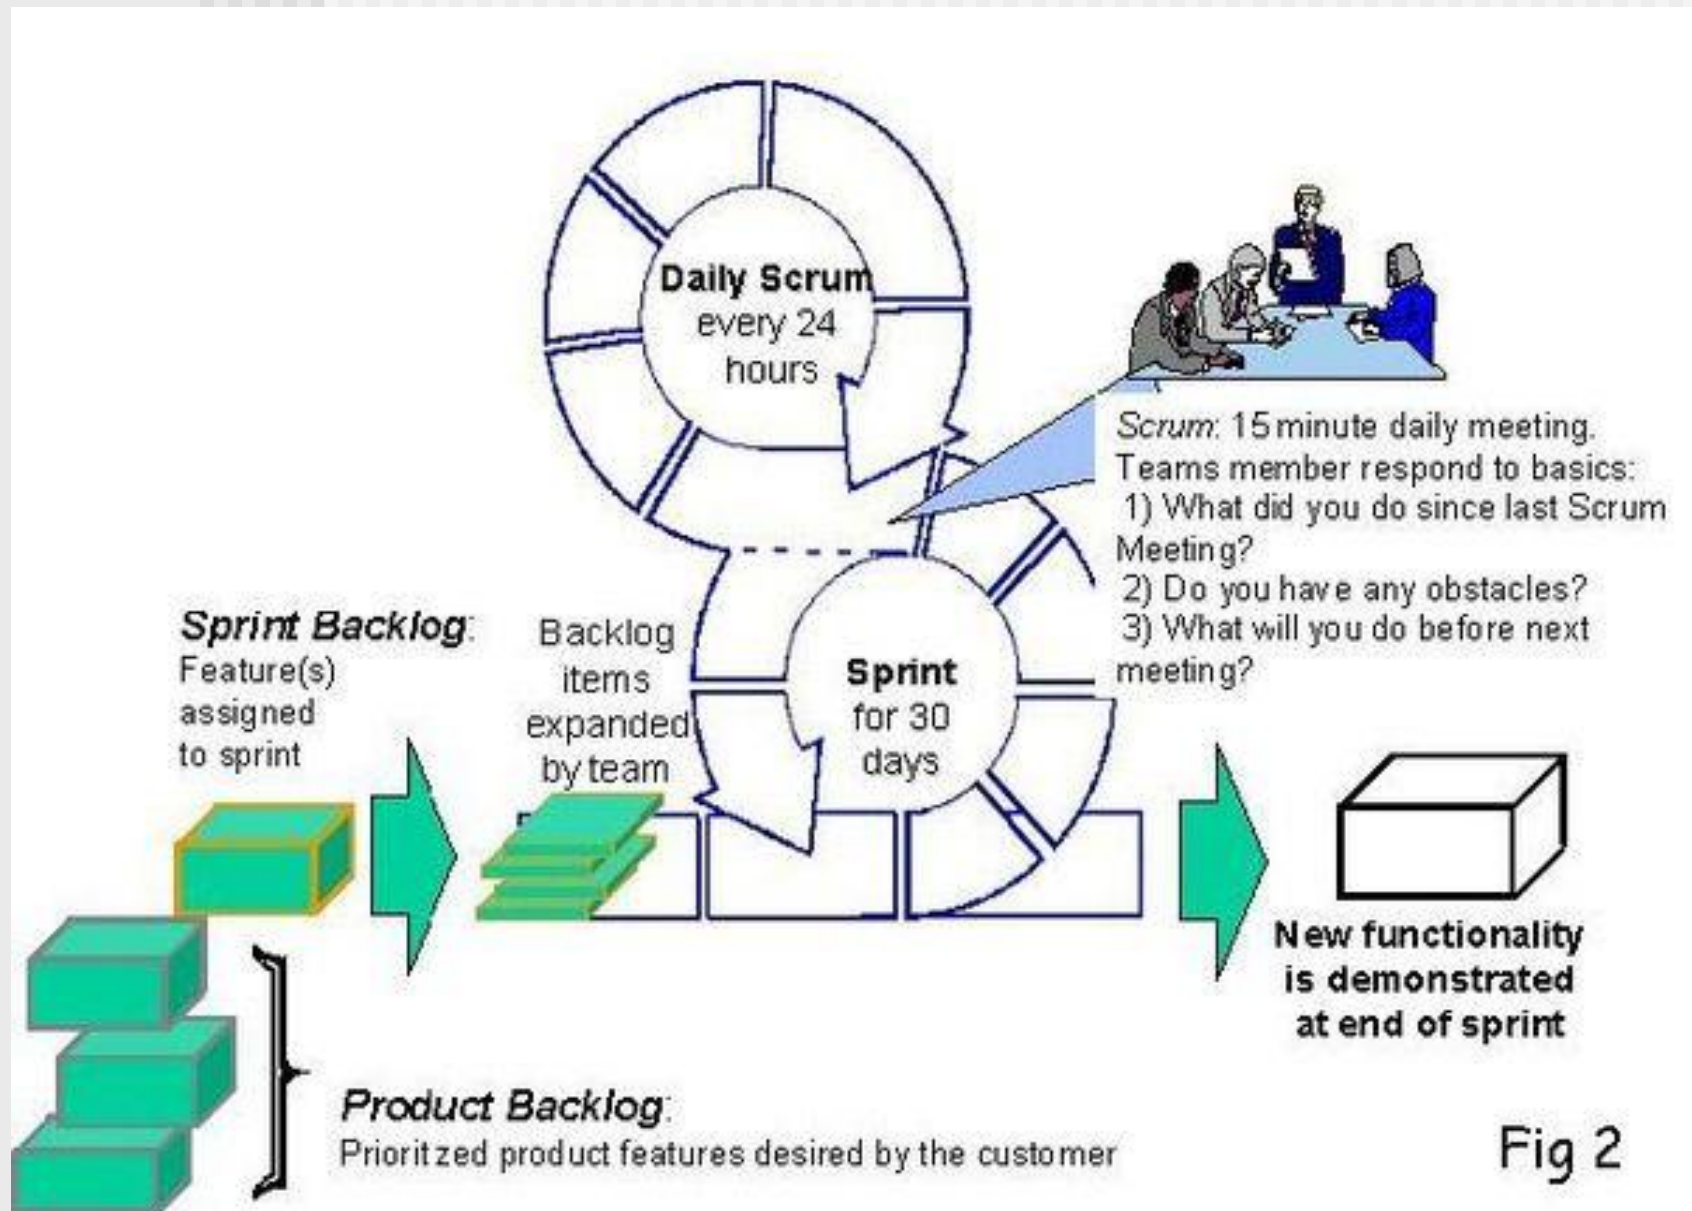 Daily Scrum
every 24
hours
Scrum: 15 minute daily meeting.
Teams member respond to basics:
1) What did you do since last Scrum
Meeting?
2) Do you have any obstacles?
3) What will you do before next
meeting?
Sprint Backlog:
Feature(s)
assigned
to sprint
Backlog
items
expanded
by team
Sprint
for 30
days
New functionality
is demonstrated
at end of sprint
Product Backlog:
Prioritzed product features desired by the customer
Fig 2